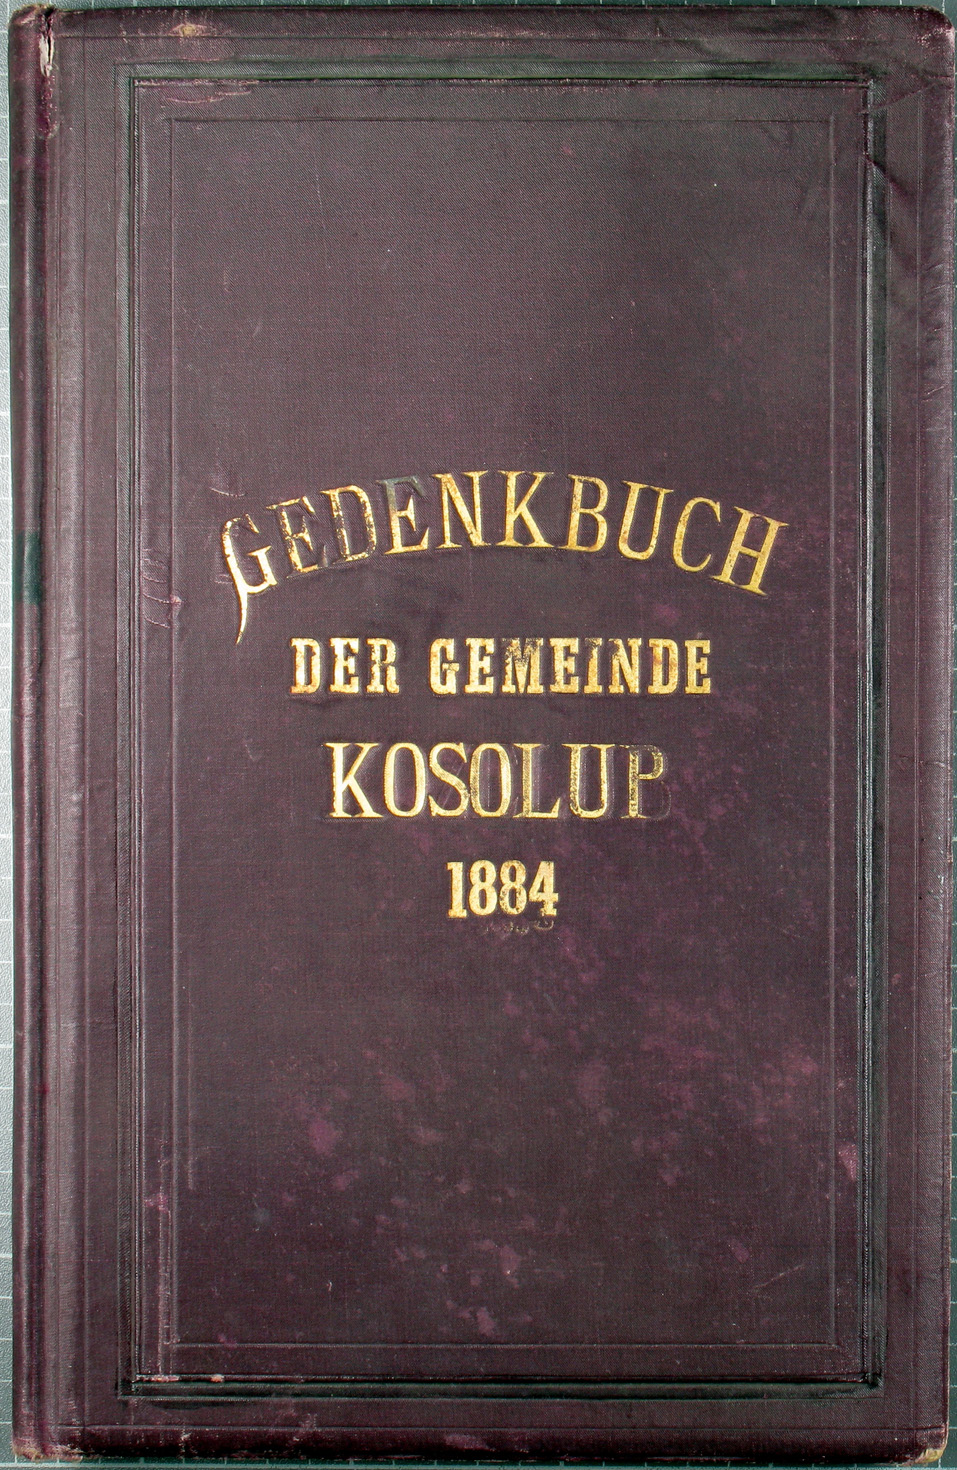 GEDENKBUCH
DER GEMEINDE
KOSOLUP
1884